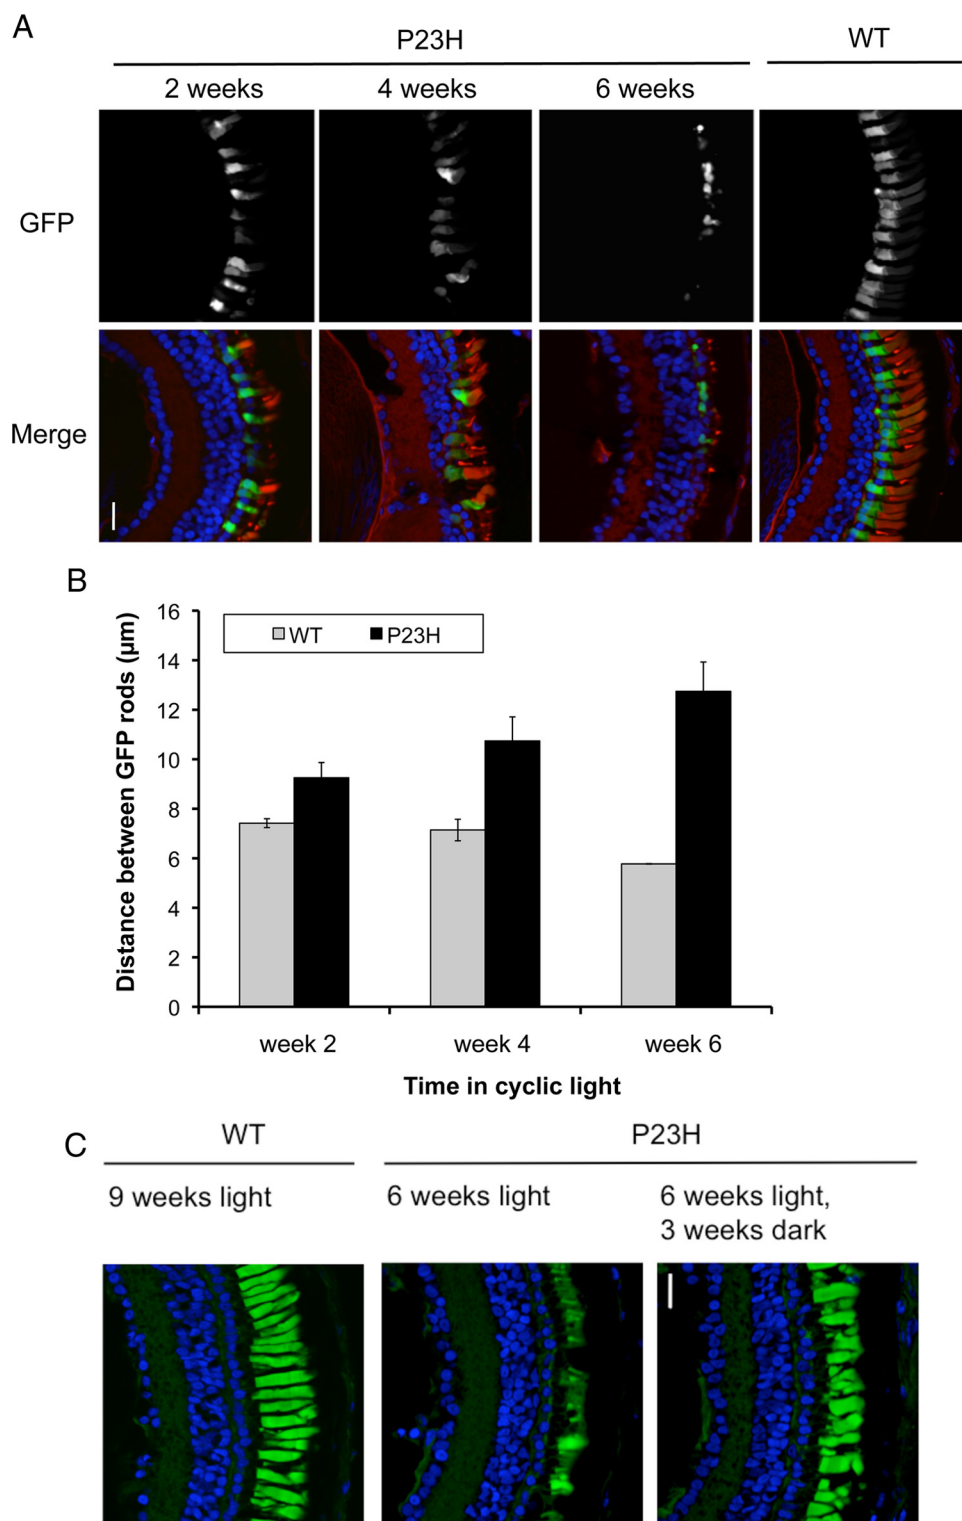 A
P23H
WT
2 weeks
4 weeks
6 weeks
GFP
Merge
B
Distance between GFP rods (µm)
16
14
12
10
8
6
4
2
0
WT
P23H
week 2
week 4
week 6
Time in cyclic light
C
WT
P23H
9 weeks light
6 weeks light
6 weeks light,
3 weeks dark